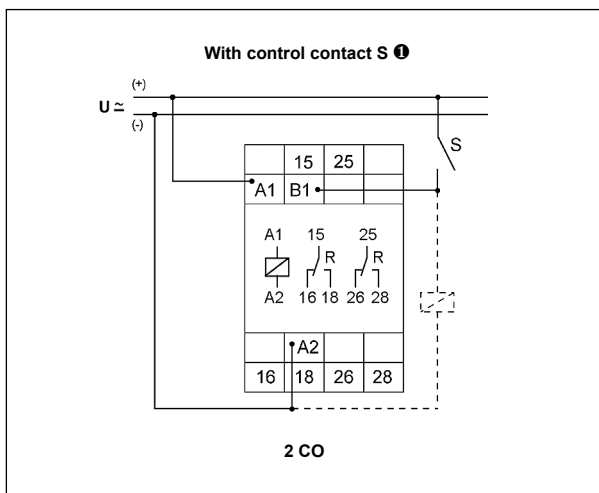 With control contact S ❶
(+)
U ≃
(-)
S
15 25
A1 B1
A1 15 25
R R
A2 16 18 26 28
A2
16 18 26 28
2 CO